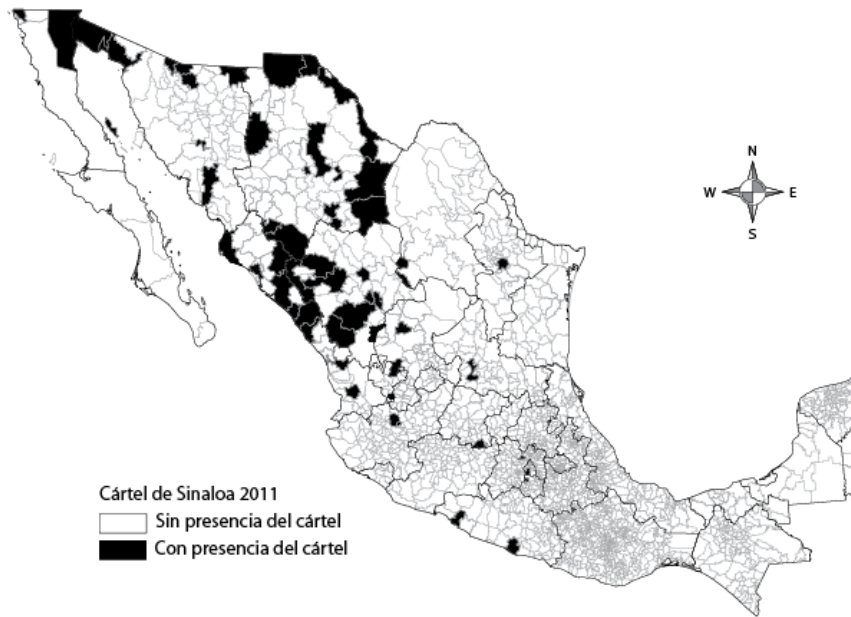 N
W E
S
Cártel de Sinaloa 2011
Sin presencia del cártel
Con presencia del cártel